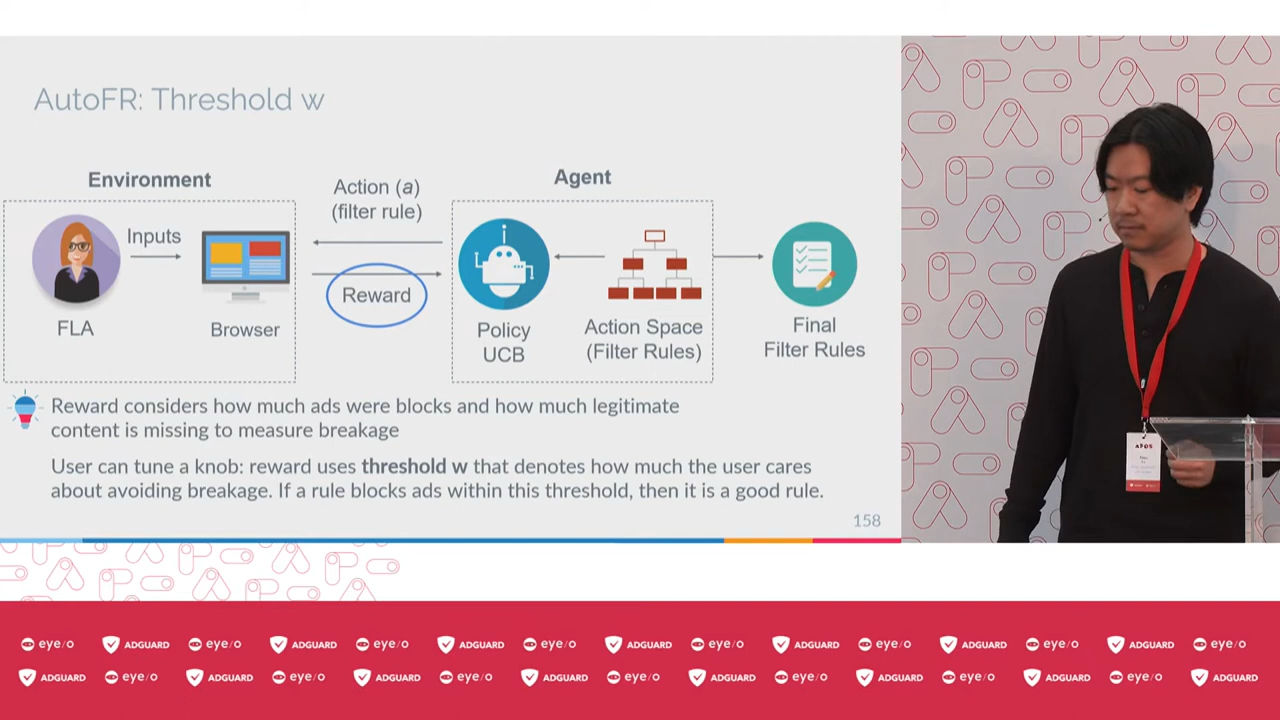 AutoFR: Threshold w
Environment
Agent
Action (a)
(filter rule)
Inputs
Reward
FLA
Browser
Policy
UCB
Action Space
(Filter Rules)
Final
Filter Rules
Reward considers how much ads were blocks and how much legitimate
content is missing to measure breakage
User can tune a knob: reward uses threshold w that denotes how much the user cares
about avoiding breakage. If a rule blocks ads within this threshold, then it is a good rule.
158
eye/o ADGUARD eye/o ADGUARD eye/o ADGUARD eye/o ADGUARD eye/o ADGUARD eye/o ADGUARD eye/o ADGUARD eye/o
ADGUARD eye/o ADGUARD eye/o ADGUARD eye/o ADGUARD eye/o ADGUARD eye/o ADGUARD eye/o ADGUARD eye/o ADGUARD